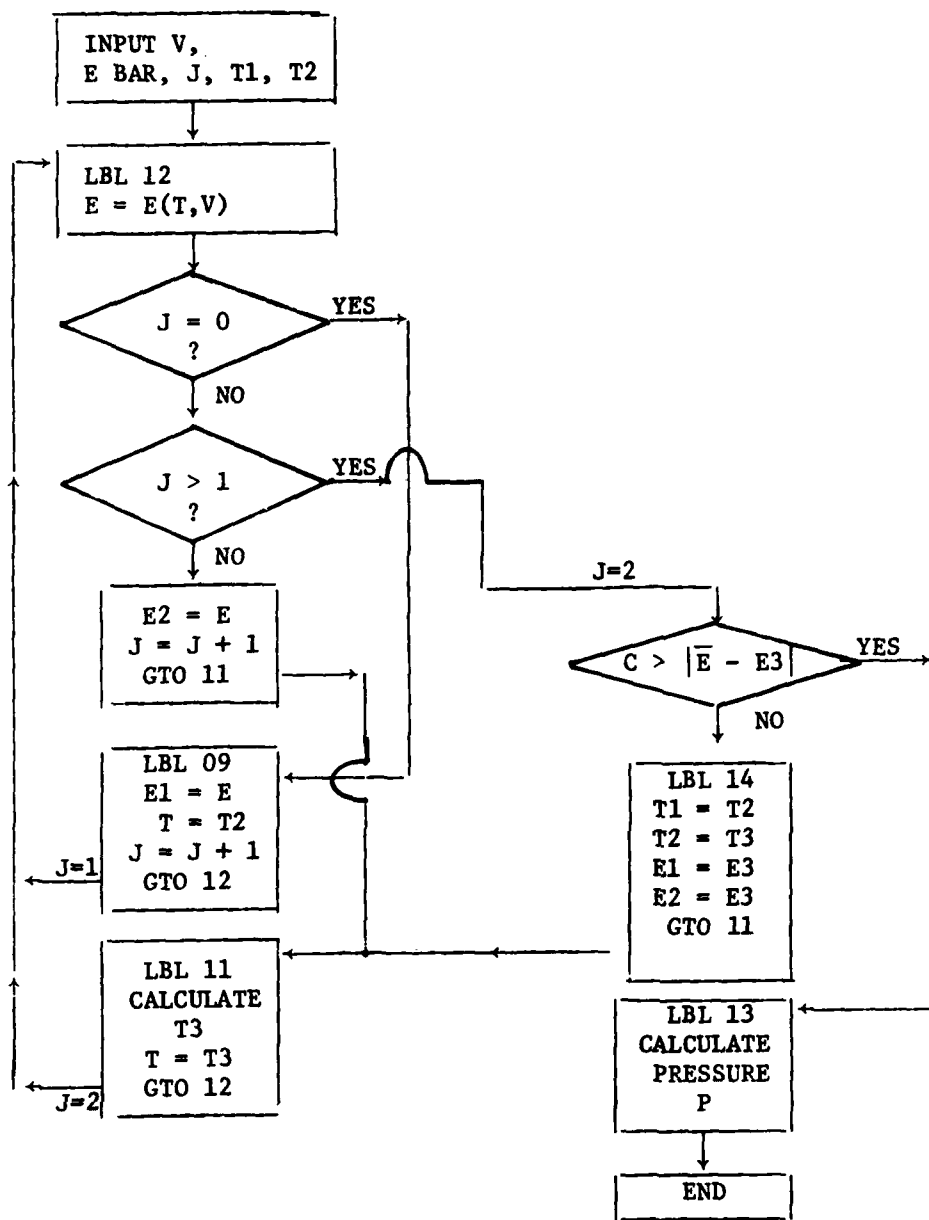 INPUT V,
E BAR, J, T1, T2
LBL 12
E = E(T,V)
J = 0
?
YES
NO
J > 1
?
YES
NO
E2 = E
J = J + 1
GTO 11
J=2
C > |E̅ - E3|
YES
NO
LBL 09
E1 = E
T = T2
J = J + 1
GTO 12
J=1
LBL 14
T1 = T2
T2 = T3
E1 = E3
E2 = E3
GTO 11
LBL 11
CALCULATE
T3
T = T3
GTO 12
J=2
LBL 13
CALCULATE
PRESSURE
P
END